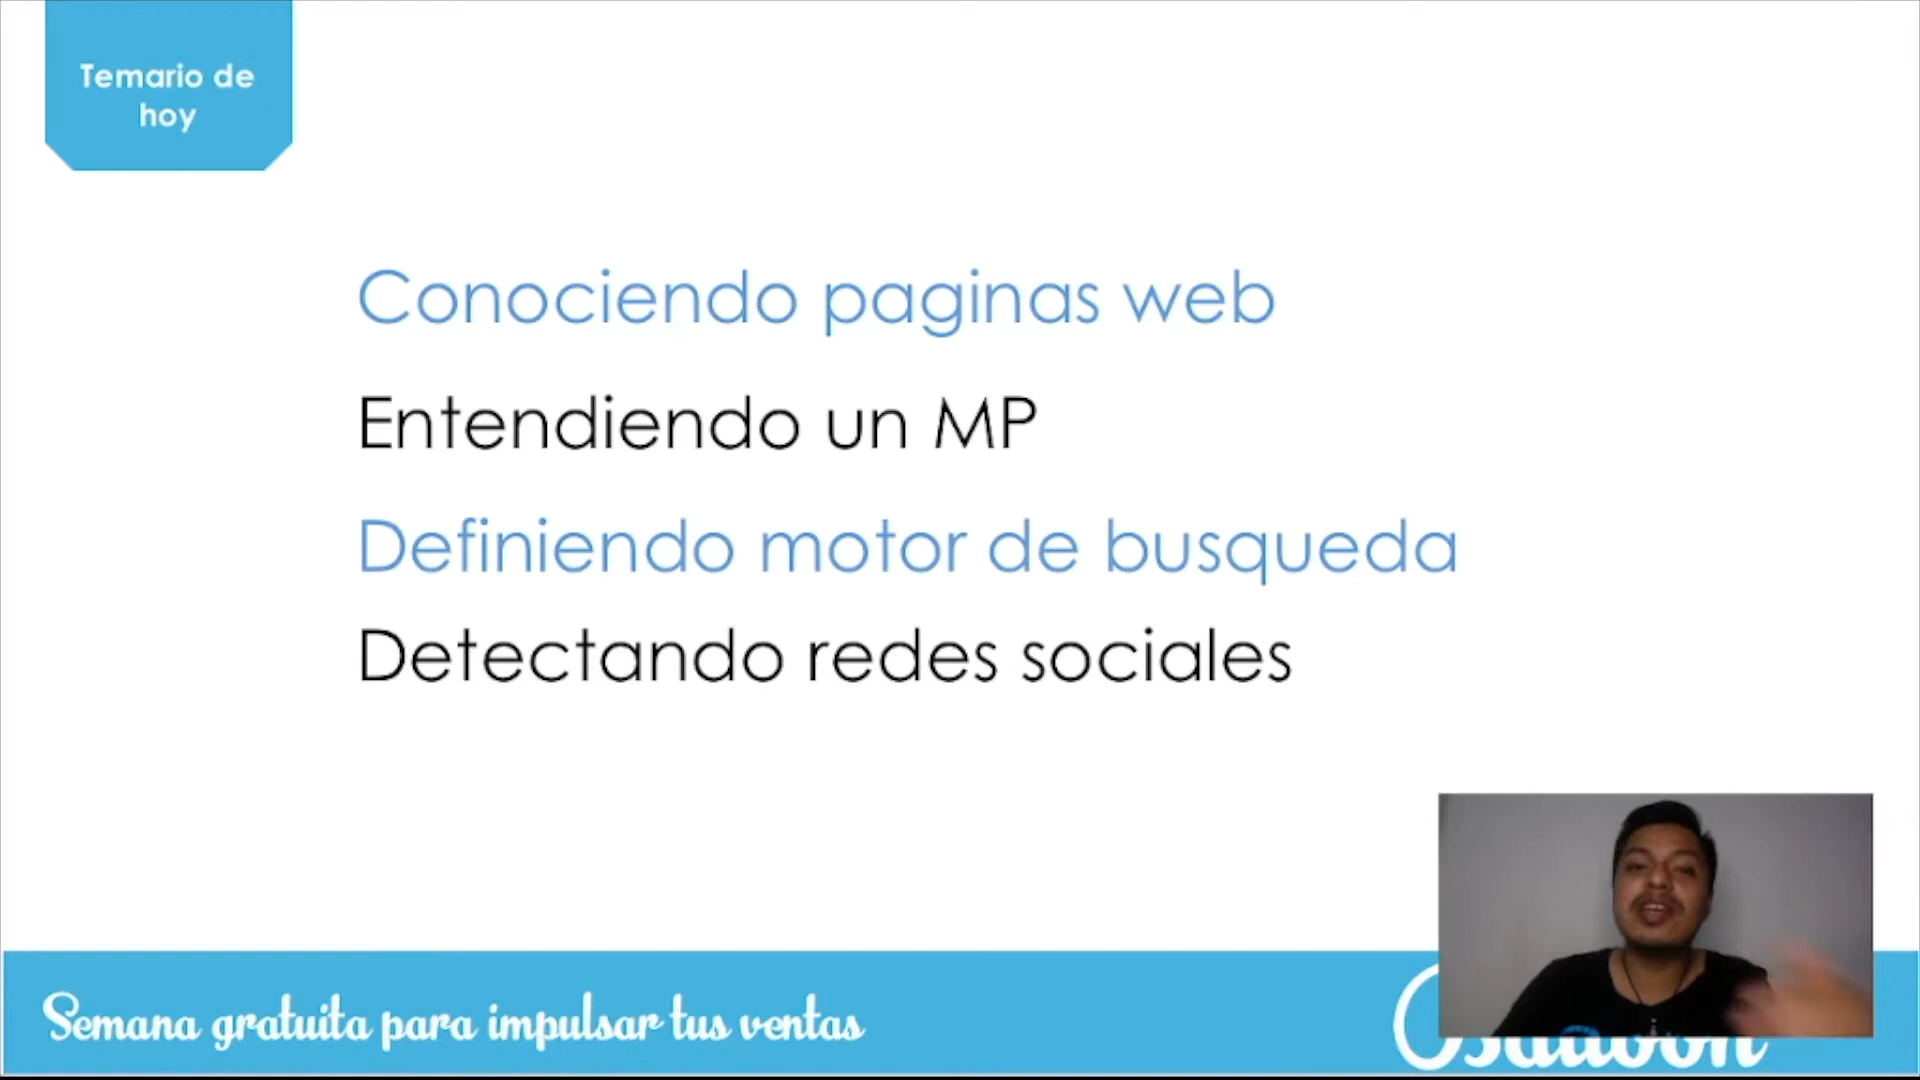 Temario de
hoy
Conociendo paginas web
Entendiendo un MP
Definiendo motor de busqueda
Detectando redes sociales
Semana gratuita para impulsar tus ventas